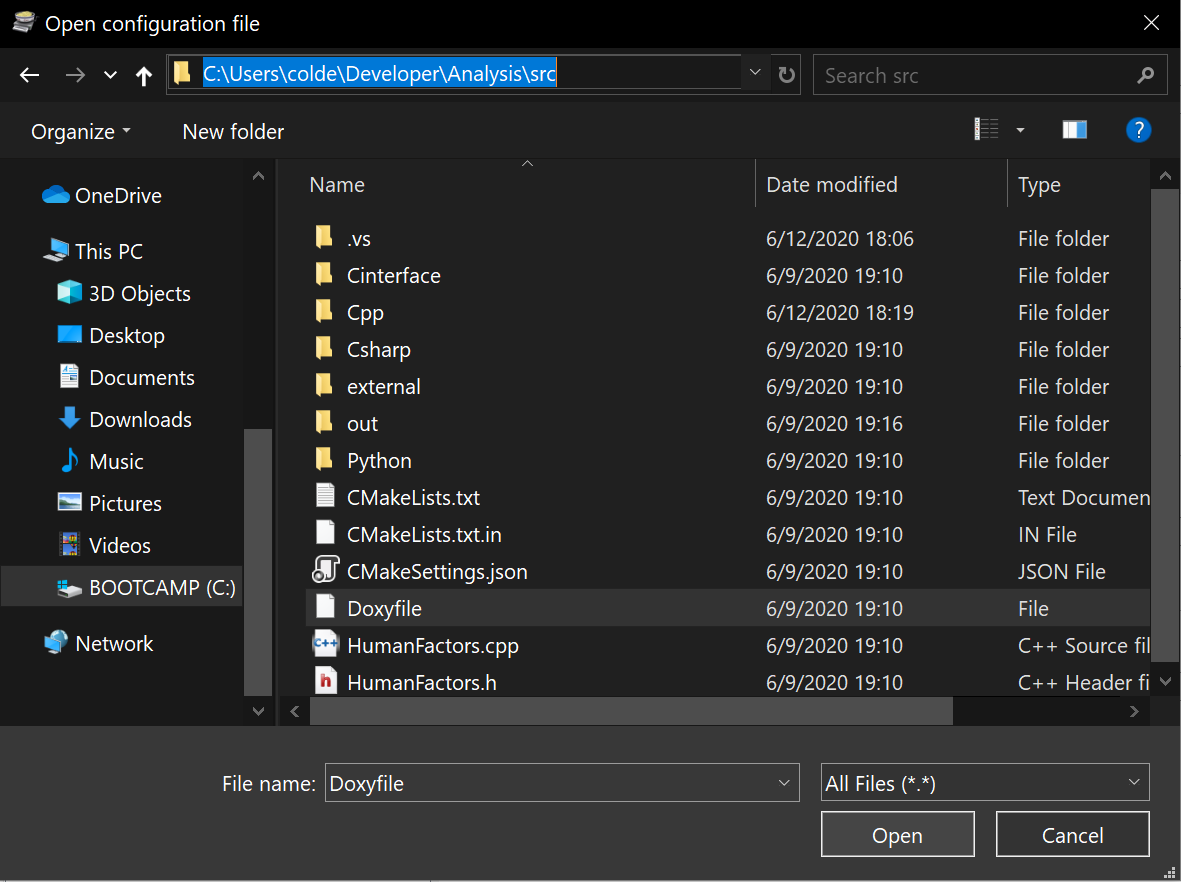 Open configuration file
C:\Users\colde\Developer\Analysis\src
Search src
Organize New folder
?
OneDrive
This PC
3D Objects
Desktop
Documents
Downloads
Music
Pictures
Videos
BOOTCAMP (C:)
Network
Name Date modified Type
.vs 6/12/2020 18:06 File folder
Cinterface 6/9/2020 19:10 File folder
Cpp 6/12/2020 18:19 File folder
Csharp 6/9/2020 19:10 File folder
external 6/9/2020 19:10 File folder
out 6/9/2020 19:16 File folder
Python 6/9/2020 19:10 File folder
CMakeLists.txt 6/9/2020 19:10 Text Documen
CMakeLists.txt.in 6/9/2020 19:10 IN File
CMakeSettings.json 6/9/2020 19:10 JSON File
Doxyfile 6/9/2020 19:10 File
C++ HumanFactors.cpp 6/9/2020 19:10 C++ Source fil
h HumanFactors.h 6/9/2020 19:10 C++ Header fi
File name: Doxyfile All Files (*.*)
Open Cancel